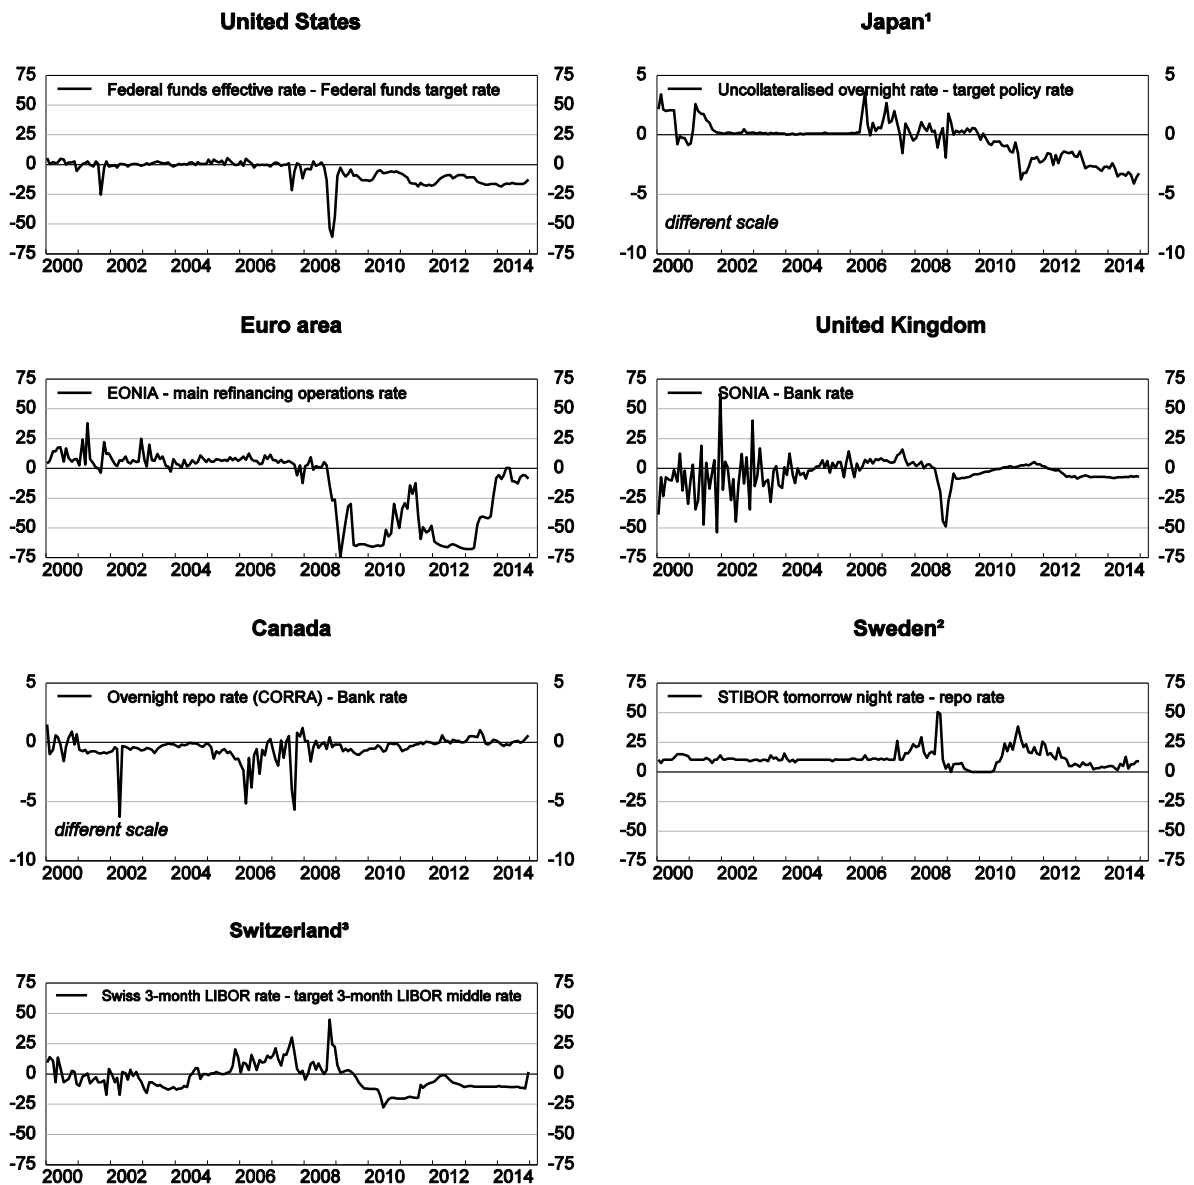 United States
75 75
Federal funds effective rate - Federal funds target rate
50 50
25 25
0 0
-25 -25
-50 -50
-75 -75
2000 2002 2004 2006 2008 2010 2012 2014
Japan¹
5 5
Uncollateralised overnight rate - target policy rate
0 0
-5 -5
different scale
-10 -10
2000 2002 2004 2006 2008 2010 2012 2014
Euro area
75 75
EONIA - main refinancing operations rate
50 50
25 25
0 0
-25 -25
-50 -50
-75 -75
2000 2002 2004 2006 2008 2010 2012 2014
United Kingdom
75 75
SONIA - Bank rate
50 50
25 25
0 0
-25 -25
-50 -50
-75 -75
2000 2002 2004 2006 2008 2010 2012 2014
Canada
5 5
Overnight repo rate (CORRA) - Bank rate
0 0
-5 -5
different scale
-10 -10
2000 2002 2004 2006 2008 2010 2012 2014
Sweden²
75 75
STIBOR tomorrow night rate - repo rate
50 50
25 25
0 0
-25 -25
-50 -50
-75 -75
2000 2002 2004 2006 2008 2010 2012 2014
Switzerland³
75 75
Swiss 3-month LIBOR rate - target 3-month LIBOR middle rate
50 50
25 25
0 0
-25 -25
-50 -50
-75 -75
2000 2002 2004 2006 2008 2010 2012 2014